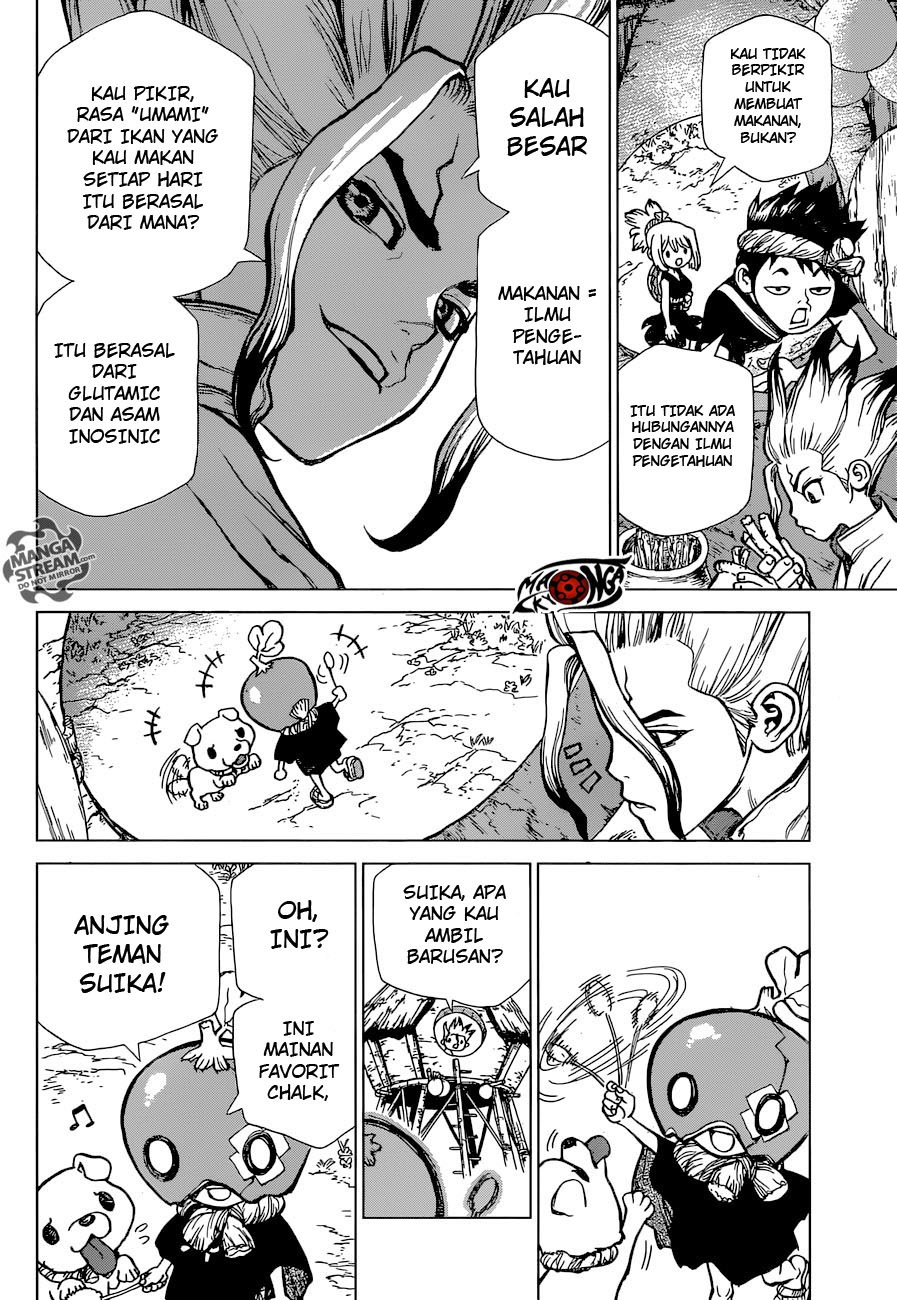 KAU TIDAK
BERPIKIR
UNTUK
MEMBUAT
MAKANAN,
BUKAN?
ITU TIDAK ADA
HUBUNGANNYA
DENGAN ILMU
PENGETAHUAN
KAU
SALAH
BESAR
MAKANAN =
ILMU
PENGE-
TAHUAN
KAU PIKIR,
RASA "UMAMI"
DARI IKAN YANG
KAU MAKAN
SETIAP HARI
ITU BERASAL
DARI MANA?
ITU BERASAL
DARI
GLUTAMIC
DAN ASAM
INOSINIC
MANGA
STREAM.COM
DO NOT MIRROR
SUIKA, APA
YANG KAU
AMBIL
BARUSAN?
OH,
INI?
INI
MAINAN
FAVORIT
CHALK,
ANJING
TEMAN
SUIKA!